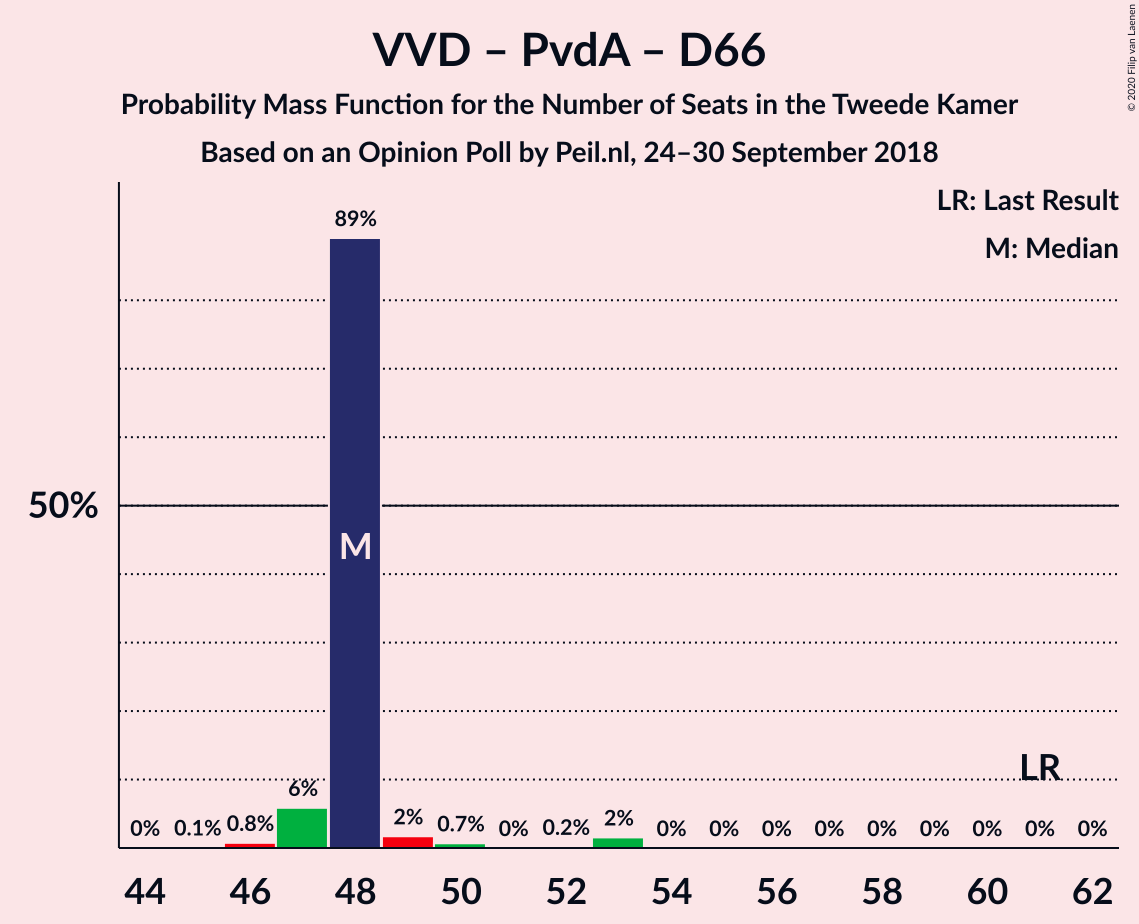 VVD – PvdA – D66
Probability Mass Function for the Number of Seats in the Tweede Kamer
Based on an Opinion Poll by Peil.nl, 24–30 September 2018
© 2020 Filip van Laenen
LR: Last Result
M: Median
50%
89%
M
LR
0% 0.1% 0.8% 6% 2% 0.7% 0% 0.2% 2% 0% 0% 0% 0% 0% 0% 0% 0% 0%
44 46 48 50 52 54 56 58 60 62